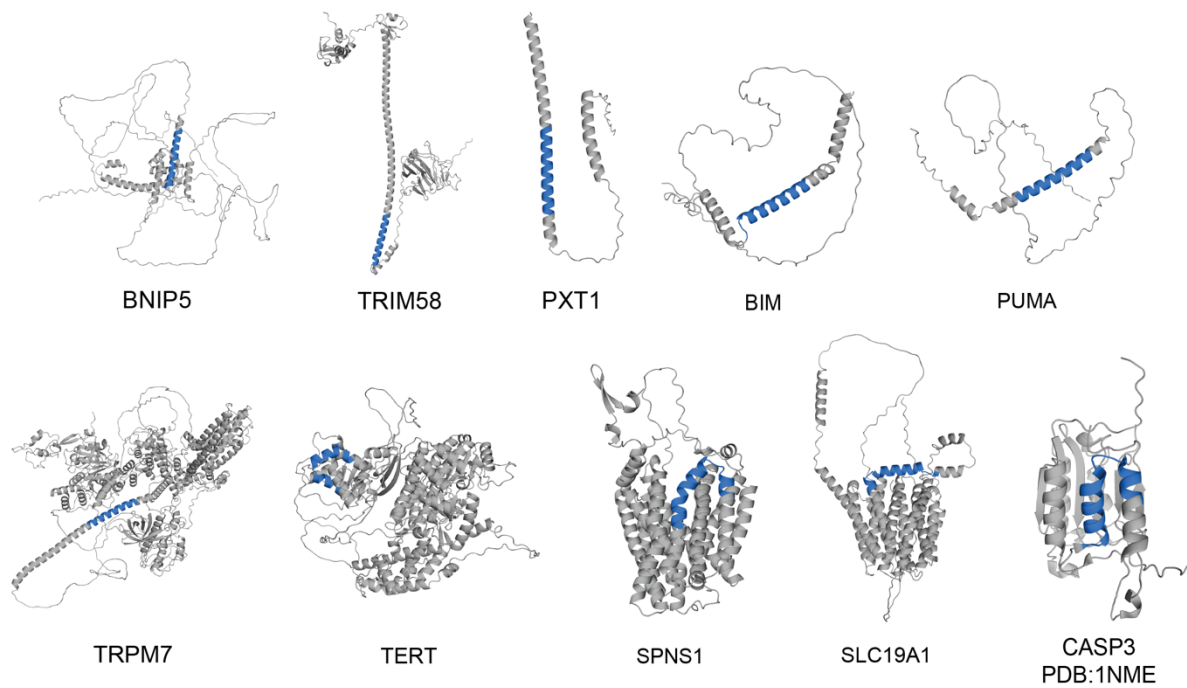 BNIP5
TRIM58
PXT1
BIM
PUMA
TRPM7
TERT
SPNS1
SLC19A1
CASP3
PDB:1NME